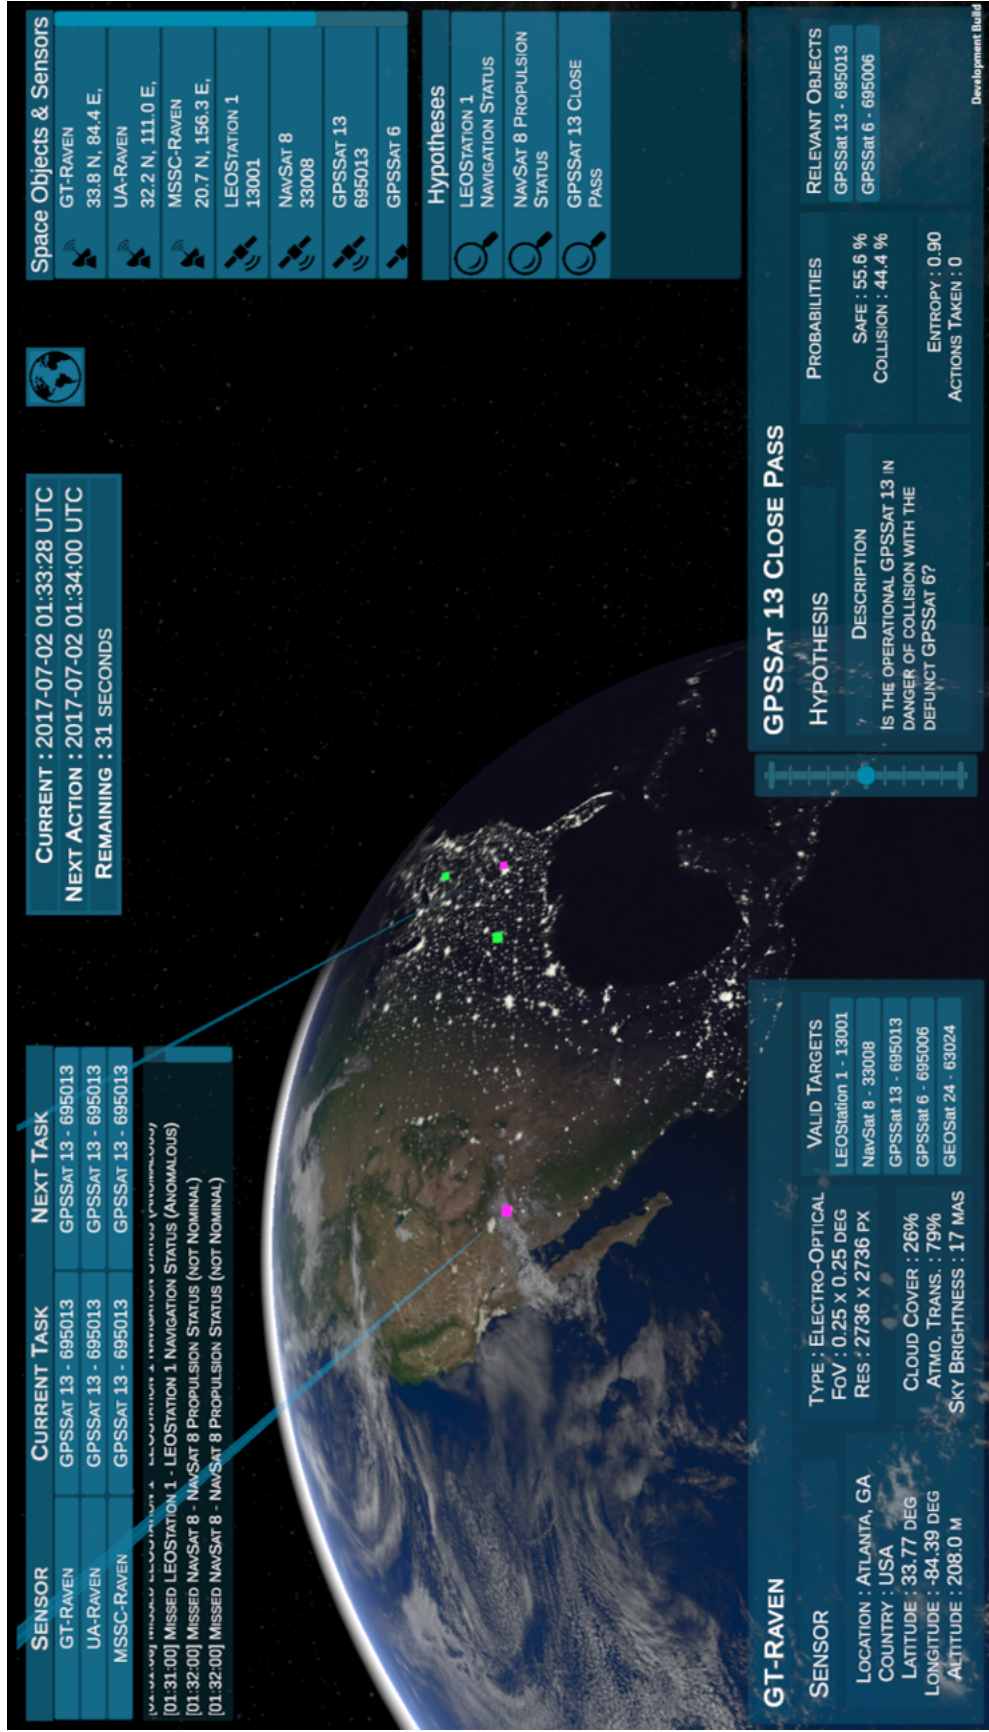 SENSOR CURRENT TASK NEXT TASK
GT-RAVEN GPSSAT 13 - 695013 GPSSAT 13 - 695013
UA-RAVEN GPSSAT 13 - 695013 GPSSAT 13 - 695013
MSSC-RAVEN GPSSAT 13 - 695013 GPSSAT 13 - 695013
[01:31:00] MISSED LEOSTATION 1 - LEOSTATION 1 NAVIGATION STATUS (ANOMALOUS)
[01:32:00] MISSED NAVSAT 8 - NAVSAT 8 PROPULSION STATUS (NOT NOMINAL)
[01:32:00] MISSED NAVSAT 8 - NAVSAT 8 PROPULSION STATUS (NOT NOMINAL)
CURRENT : 2017-07-02 01:33:28 UTC
NEXT ACTION : 2017-07-02 01:34:00 UTC
REMAINING : 31 SECONDS
Space Objects & Sensors
GT-RAVEN
33.8 N, 84.4 E,
UA-RAVEN
32.2 N, 111.0 E,
MSSC-RAVEN
20.7 N, 156.3 E,
LEOSTATION 1
13001
NAVSAT 8
33008
GPSSAT 13
695013
GPSSAT 6
Hypotheses
LEOSTATION 1
NAVIGATION STATUS
NAVSAT 8 PROPULSION
STATUS
GPSSAT 13 CLOSE
PASS
GT-RAVEN
SENSOR
LOCATION : ATLANTA, GA
COUNTRY : USA
LATITUDE : 33.77 DEG
LONGITUDE : -84.39 DEG
ALTITUDE : 208.0 M
TYPE : ELECTRO-OPTICAL
FOV : 0.25 X 0.25 DEG
RES : 2736 X 2736 PX
CLOUD COVER : 26%
ATMO. TRANS. : 79%
SKY BRIGHTNESS : 17 MAS
VALID TARGETS
LEOStation 1 - 13001
NavSat 8 - 33008
GPSSat 13 - 695013
GPSSat 6 - 695006
GEOSat 24 - 63024
GPSSAT 13 CLOSE PASS
HYPOTHESIS
DESCRIPTION
IS THE OPERATIONAL GPSSAT 13 IN
DANGER OF COLLISION WITH THE
DEFUNCT GPSSAT 6?
PROBABILITIES
SAFE : 55.6 %
COLLISION : 44.4 %
ENTROPY : 0.90
ACTIONS TAKEN : 0
RELEVANT OBJECTS
GPSSat 13 - 695013
GPSSat 6 - 695006
Development Build